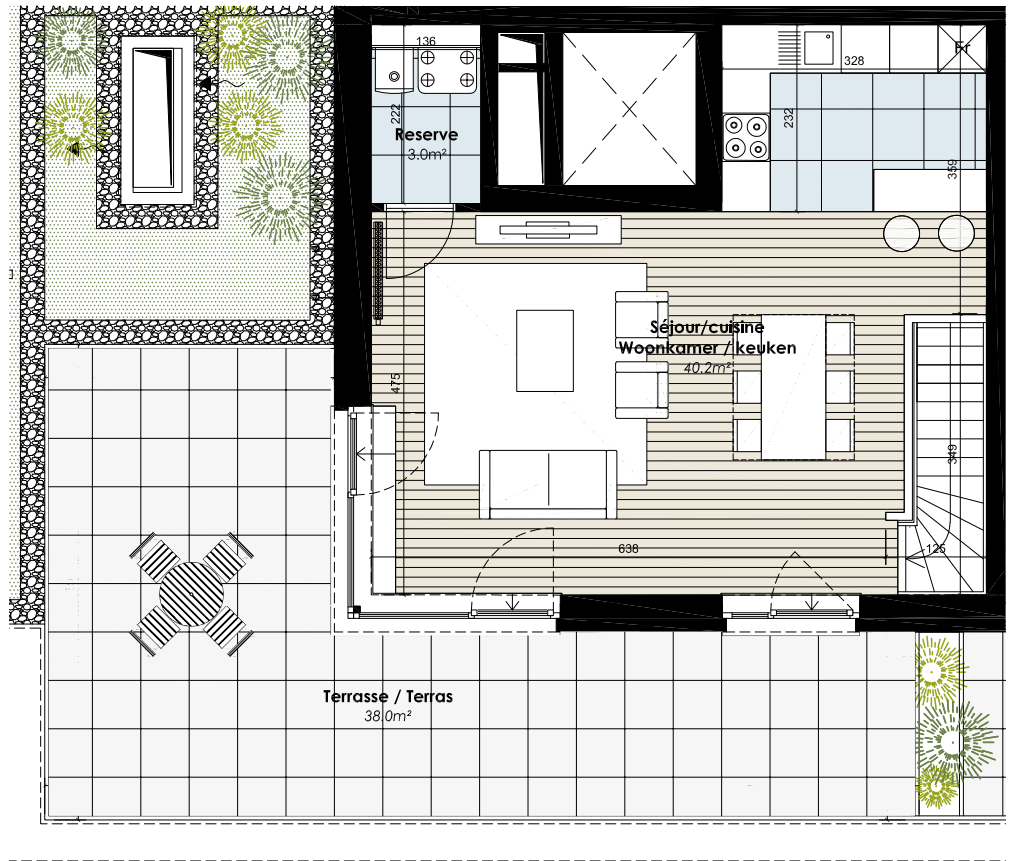 136
Fr
328
222
232
Reserve
3.0m²
359
Séjour/cuisine
Woonkamer / keuken
40.2m²
475
349
638
125
Terrasse / Terras
38.0m²